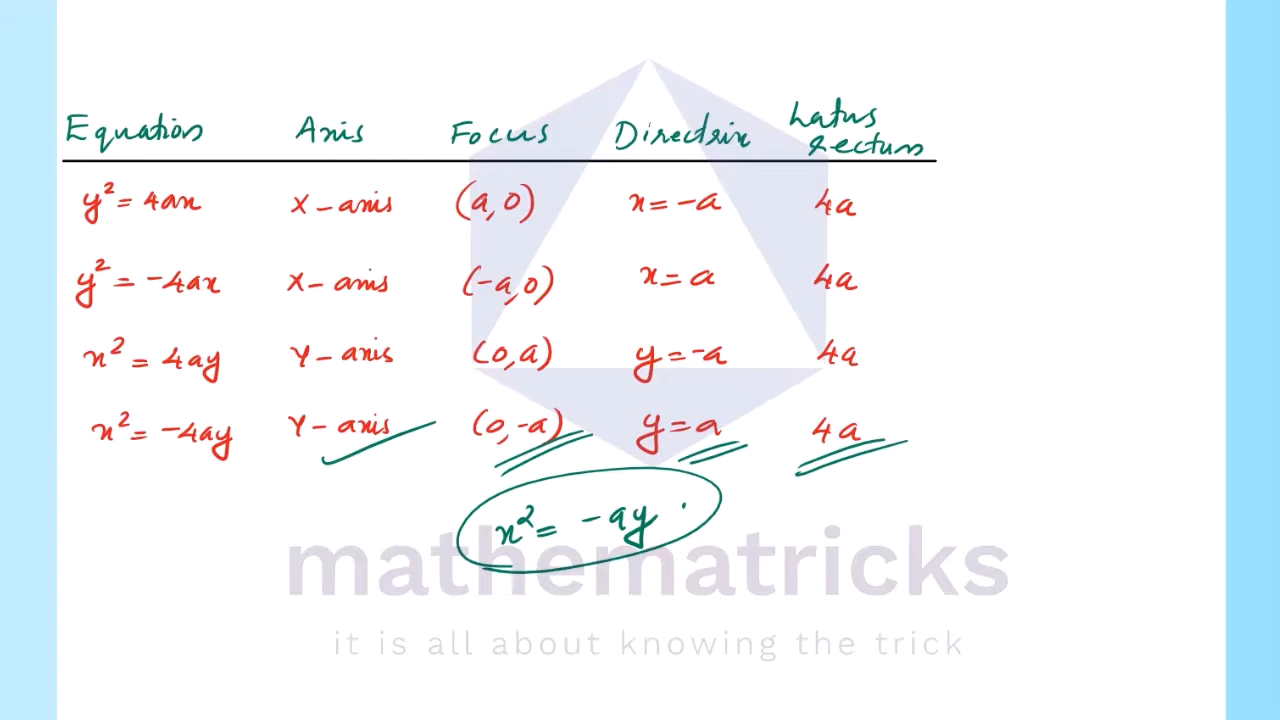 Equation Axis Focus Directrix Latus Rectum
y² = 4ax X-axis (a, 0) x = -a 4a
y² = -4ax X-axis (-a, 0) x = a 4a
x² = 4ay Y-axis (0, a) y = -a 4a
x² = -4ay Y-axis (0, -a) y = a 4a
x² = -ay
mathematricks
it is all about knowing the trick